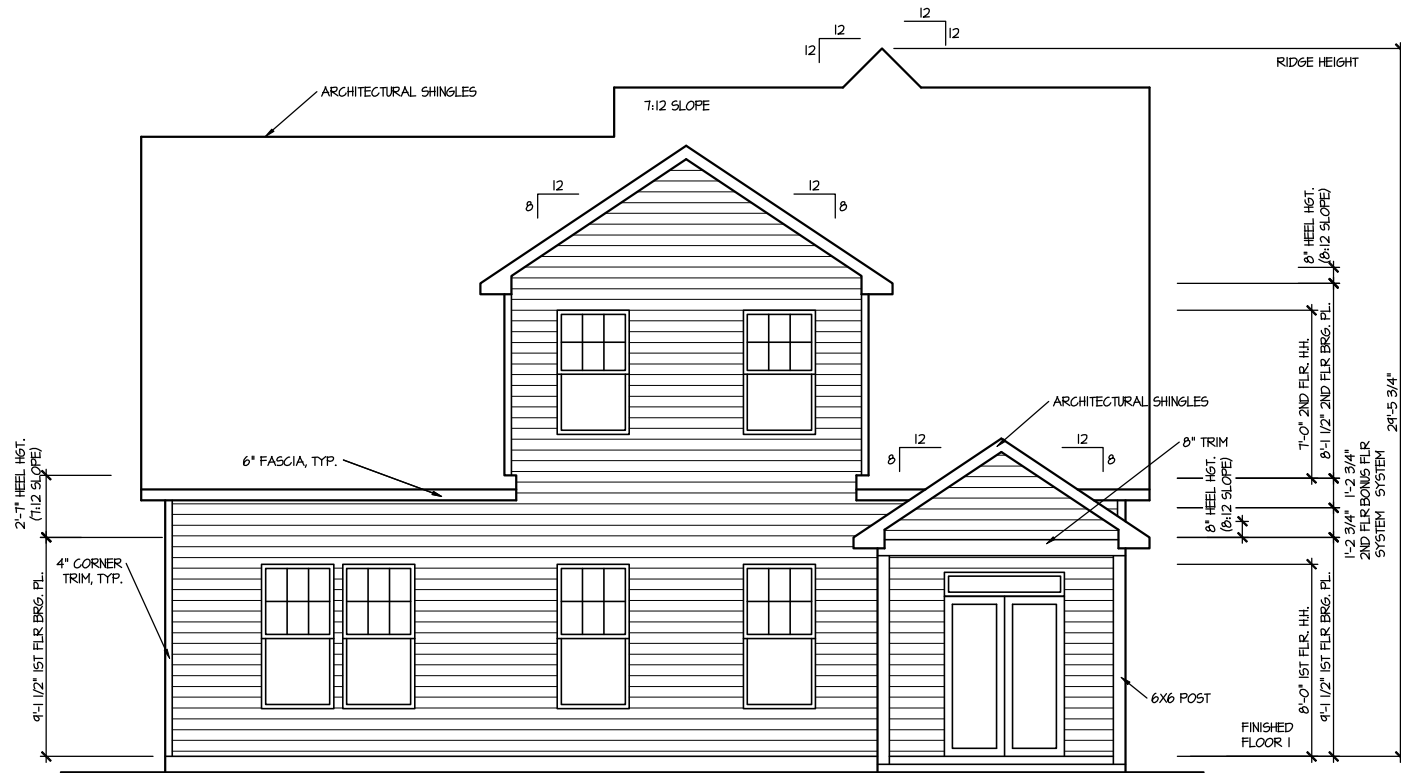 12
12
12
12
RIDGE HEIGHT
ARCHITECTURAL SHINGLES
7:12 SLOPE
12
8
12
8
8" HEEL HGT.
(8:12 SLOPE)
7'-0" 2ND FLR. H.H.
8'-1 1/2" 2ND FLR BRG. PL.
29'-5 3/4"
ARCHITECTURAL SHINGLES
8" TRIM
12
8
12
8
6" FASCIA, TYP.
2'-7" HEEL HGT.
(7:12 SLOPE)
8" HEEL HGT.
(8:12 SLOPE)
1'-2 3/4"
BONUS FLR
SYSTEM
1'-2 3/4"
2ND FLR
SYSTEM
4" CORNER
TRIM, TYP.
9'-1 1/2" 1ST FLR BRG. PL.
8'-0" 1ST FLR. H.H.
9'-1 1/2" 1ST FLR BRG. PL.
6X6 POST
FINISHED
FLOOR 1